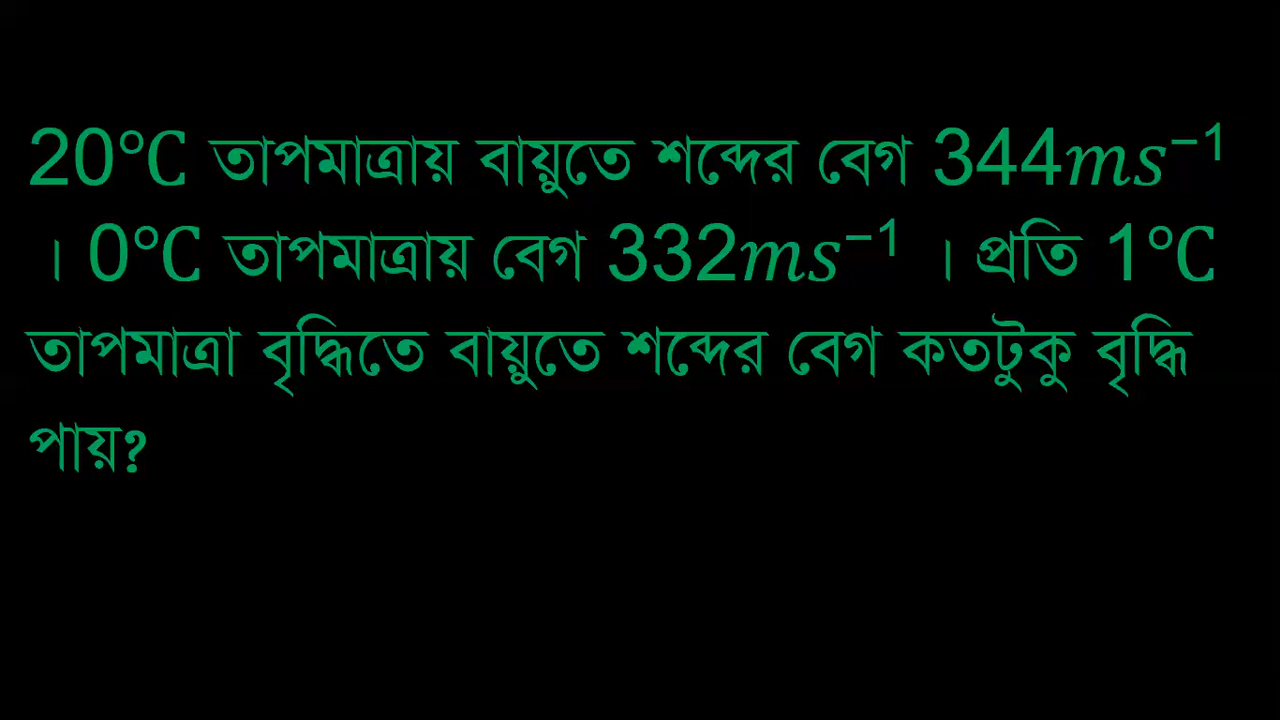 20°C তাপমাত্রায় বায়ুতে শব্দের বেগ 344ms⁻¹
। 0°C তাপমাত্রায় বেগ 332ms⁻¹ । প্রতি 1°C
তাপমাত্রা বৃদ্ধিতে বায়ুতে শব্দের বেগ কতটুকু বৃদ্ধি
পায়?